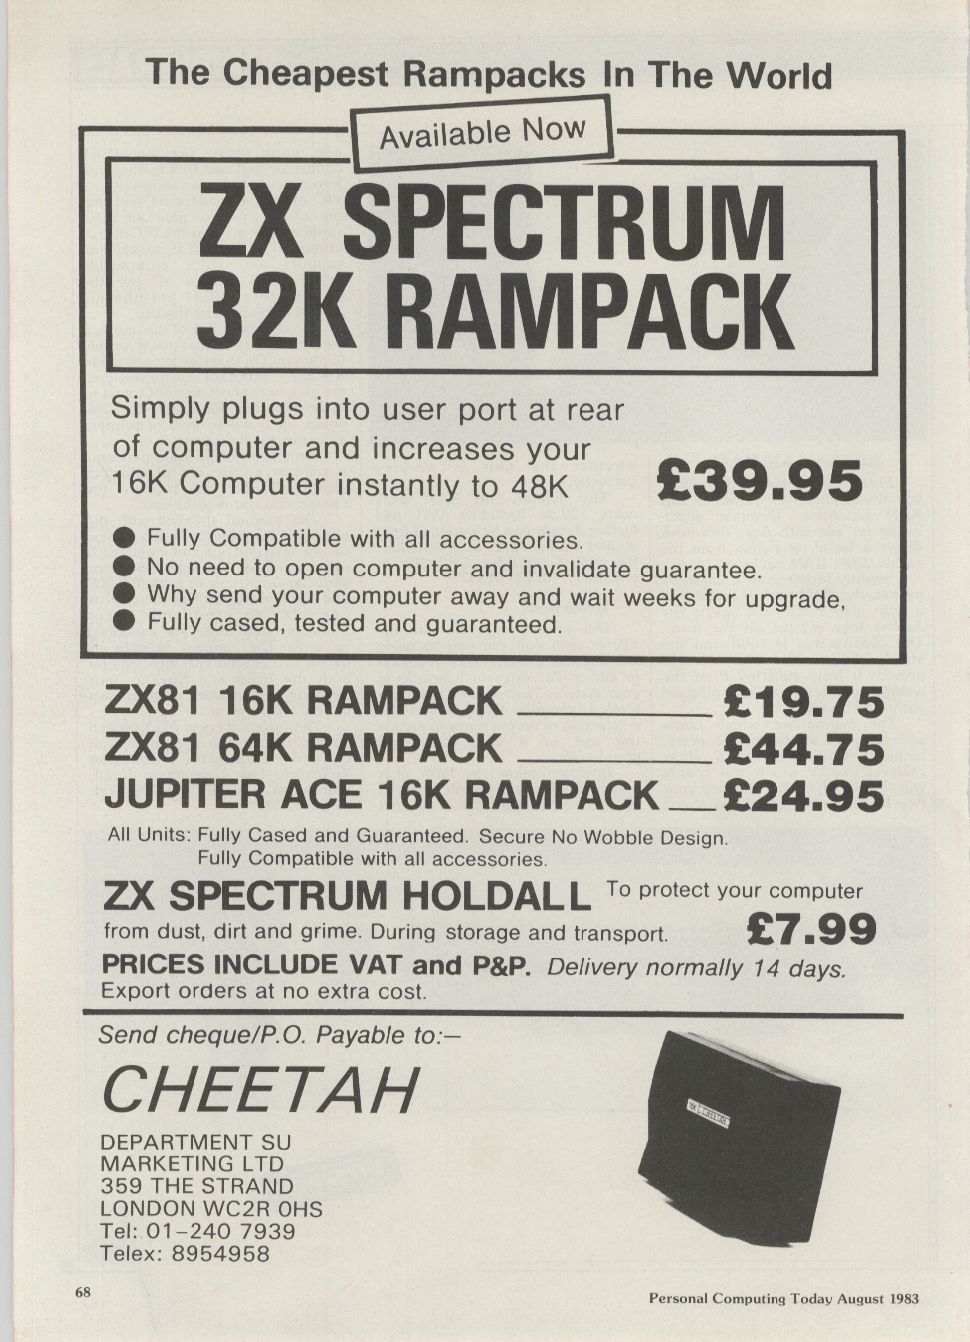 The Cheapest Rampacks In The World
Available Now
ZX SPECTRUM
32K RAMPACK
Simply plugs into user port at rear
of computer and increases your
16K Computer instantly to 48K
£39.95
● Fully Compatible with all accessories.
● No need to open computer and invalidate guarantee.
● Why send your computer away and wait weeks for upgrade,
● Fully cased, tested and guaranteed.
ZX81 16K RAMPACK ___ £19.75
ZX81 64K RAMPACK ___ £44.75
JUPITER ACE 16K RAMPACK __ £24.95
All Units: Fully Cased and Guaranteed. Secure No Wobble Design.
Fully Compatible with all accessories.
ZX SPECTRUM HOLDALL To protect your computer
from dust, dirt and grime. During storage and transport. £7.99
PRICES INCLUDE VAT and P&P. Delivery normally 14 days.
Export orders at no extra cost.
Send cheque/P.O. Payable to:—
CHEETAH
DEPARTMENT SU
MARKETING LTD
359 THE STRAND
LONDON WC2R 0HS
Tel: 01–240 7939
Telex: 8954958
CHEETAH
68
Personal Computing Today August 1983